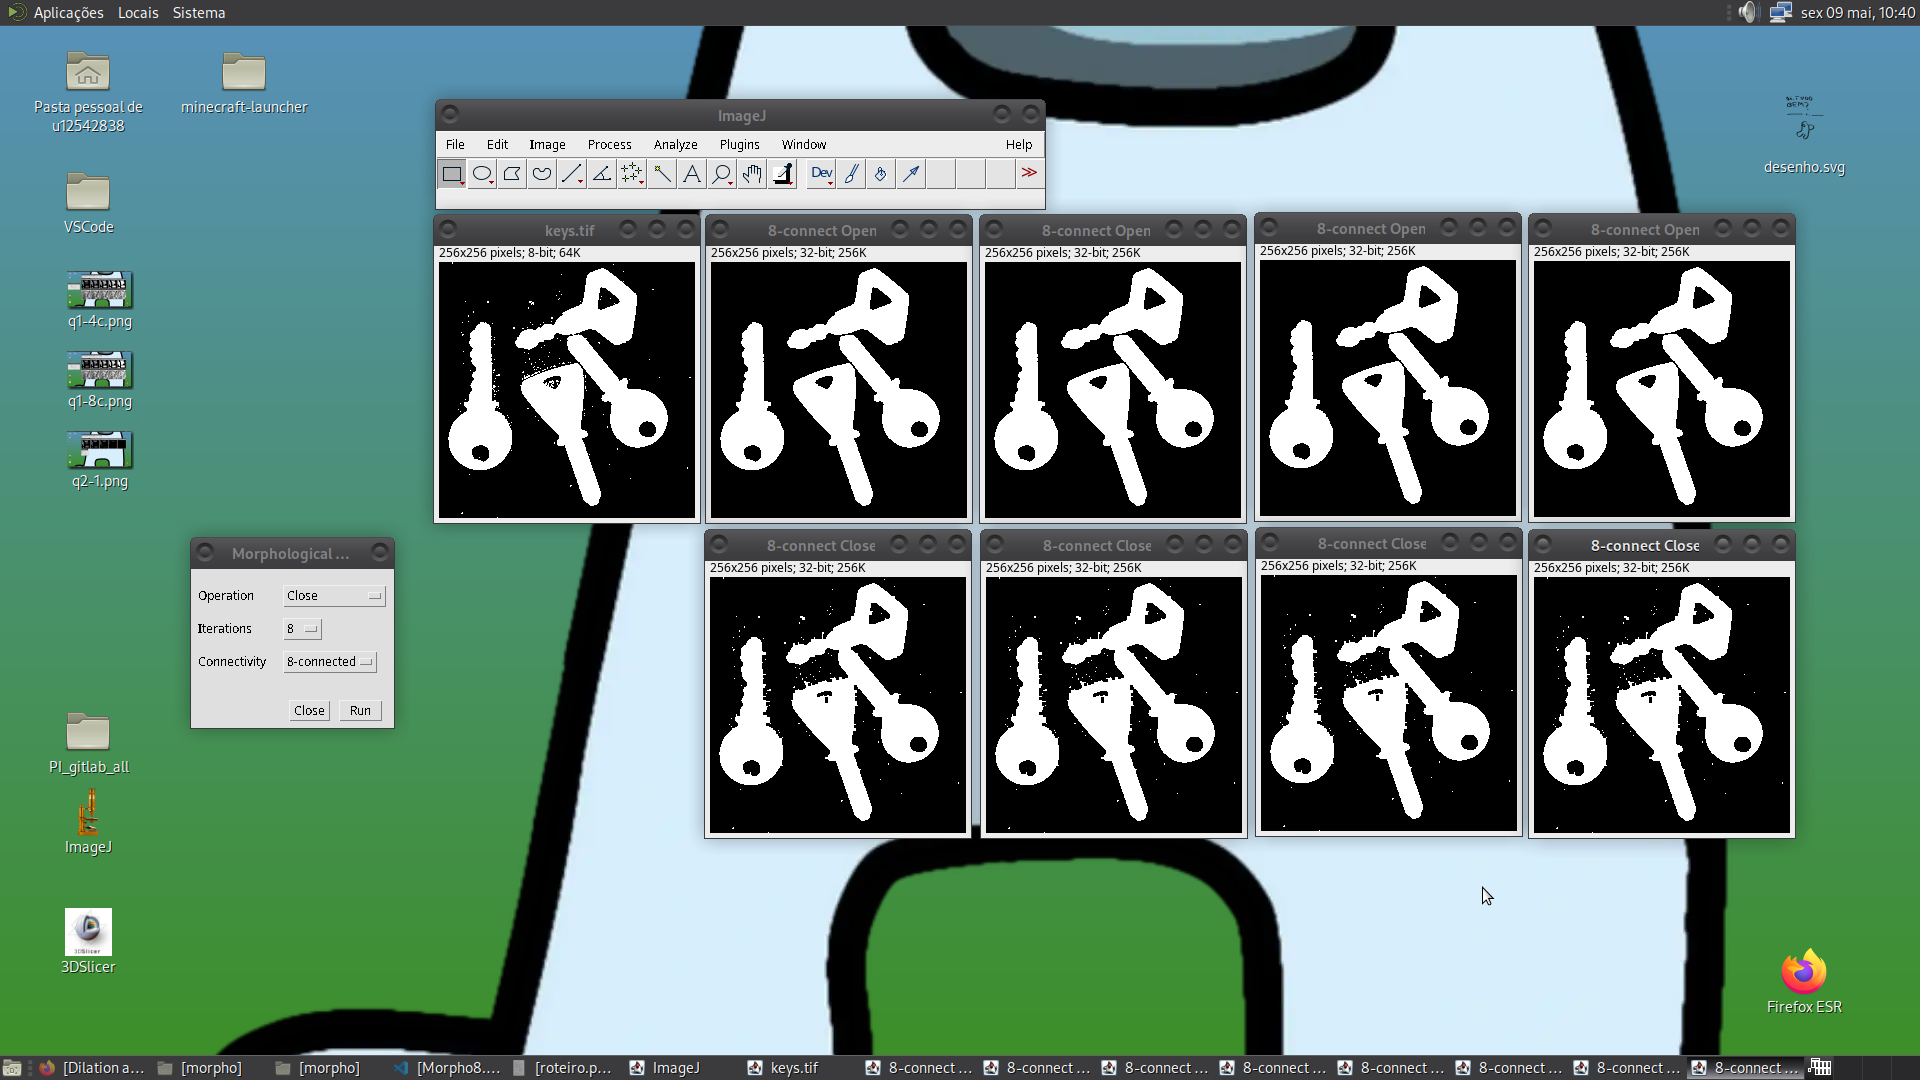 Aplicações Locais Sistema
sex 09 mai, 10:40
Pasta pessoal de
u12542838
minecraft-launcher
VSCode
q1-4c.png
q1-8c.png
q2-1.png
PI_gitlab_all
ImageJ
3DSlicer
desenho.svg
Firefox ESR
ImageJ
File Edit Image Process Analyze Plugins Window Help
Dev
keys.tif
256x256 pixels; 8-bit; 64K
8-connect Open
256x256 pixels; 32-bit; 256K
8-connect Open
256x256 pixels; 32-bit; 256K
8-connect Open
256x256 pixels; 32-bit; 256K
8-connect Open
256x256 pixels; 32-bit; 256K
8-connect Close
256x256 pixels; 32-bit; 256K
8-connect Close
256x256 pixels; 32-bit; 256K
8-connect Close
256x256 pixels; 32-bit; 256K
8-connect Close
256x256 pixels; 32-bit; 256K
Morphological ...
Operation Close
Iterations 8
Connectivity 8-connected
Close Run
[Dilation a... [morpho] [morpho] [Morpho8.... [roteiro.p... ImageJ keys.tif 8-connect ... 8-connect ... 8-connect ... 8-connect ... 8-connect ... 8-connect ... 8-connect ... 8-connect ...